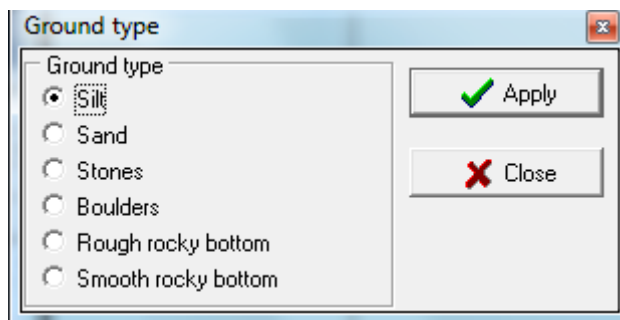 Ground type
Ground type
Silt
Sand
Stones
Boulders
Rough rocky bottom
Smooth rocky bottom
Apply
Close